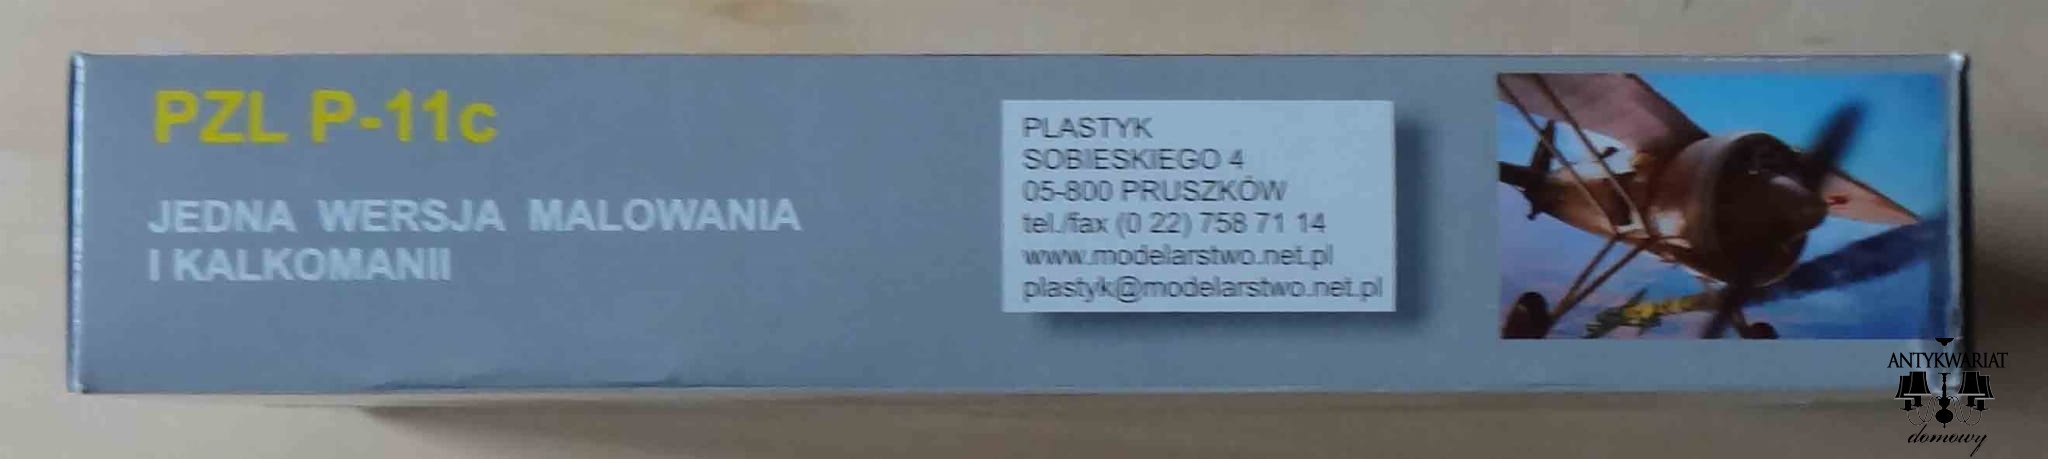 PZL P-11c
JEDNA WERSJA MALOWANIA
I KALKOMANII
PLASTYK
SOBIESKIEGO 4
05-800 PRUSZKÓW
tel./fax (0 22) 758 71 14
www.modelarstwo.net.pl
plastyk@modelarstwo.net.pl
ANTYKWARIAT
domowy